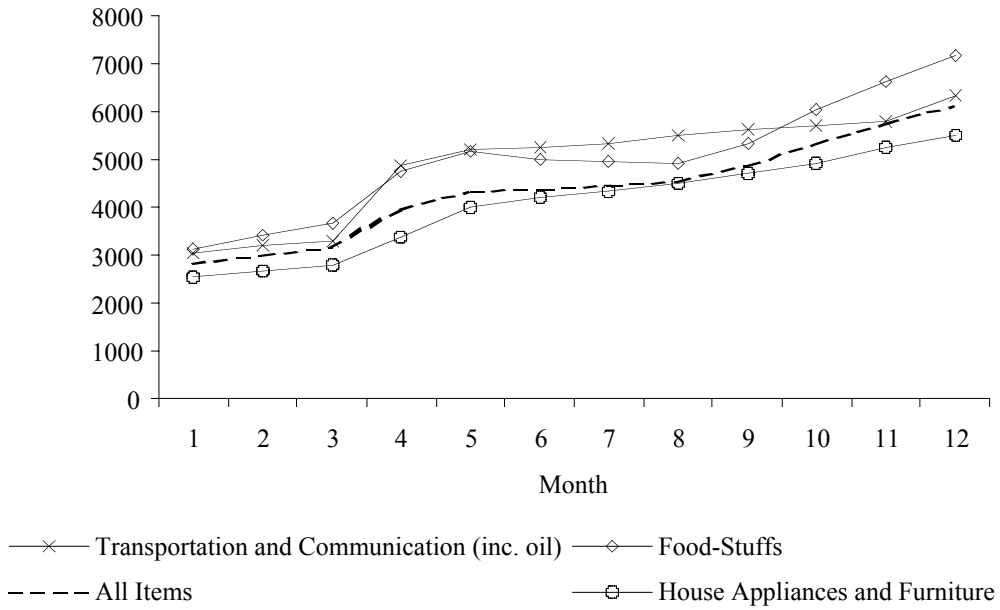 8000
7000
6000
5000
4000
3000
2000
1000
0
1 2 3 4 5 6 7 8 9 10 11 12
Month
Transportation and Communication (inc. oil) Food-Stuffs
All Items House Appliances and Furniture